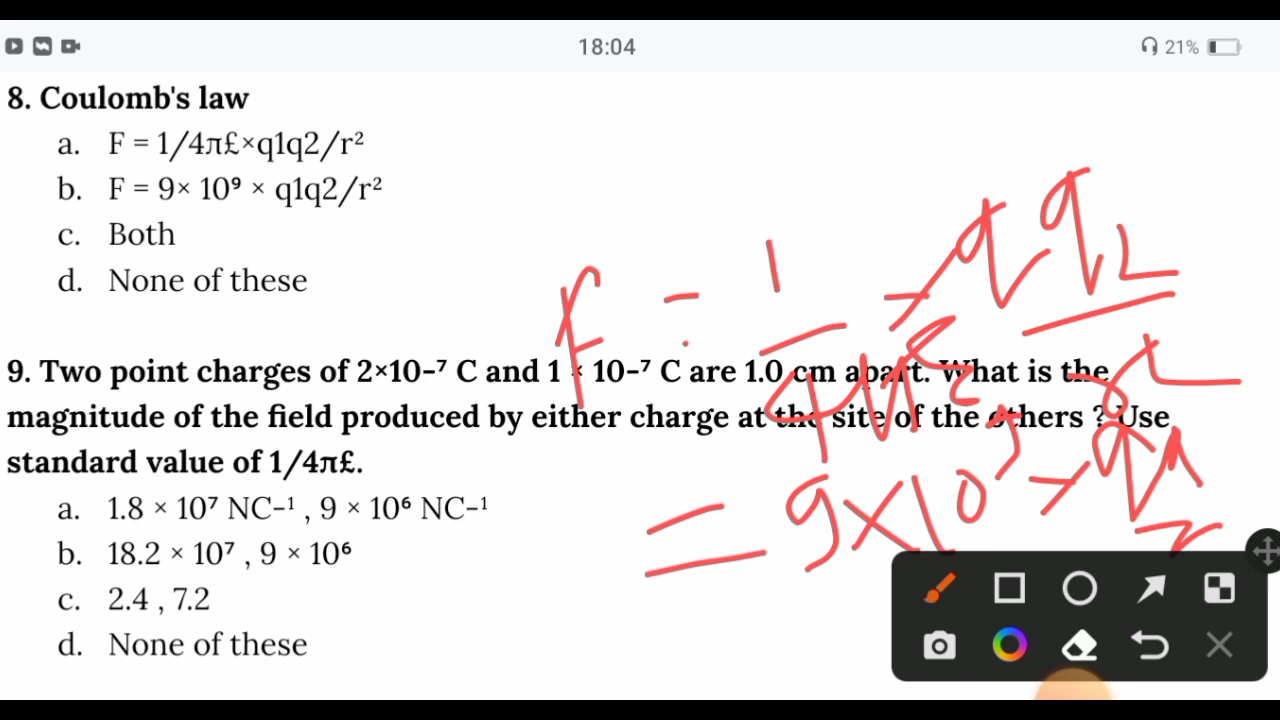 18:04
21%
8. Coulomb's law
a. F = 1/4π£×q1q2/r²
b. F = 9× 10⁹ × q1q2/r²
c. Both
d. None of these
F = 1
q q2
9. Two point charges of 2×10-⁷ C and 1 × 10-⁷ C are 1.0 cm apart. What is the
magnitude of the field produced by either charge at the site of the others ? Use
standard value of 1/4π£.
= 9×10⁹ ×
a. 1.8 × 10⁷ NC-¹ , 9 × 10⁶ NC-¹
b. 18.2 × 10⁷ , 9 × 10⁶
c. 2.4 , 7.2
d. None of these